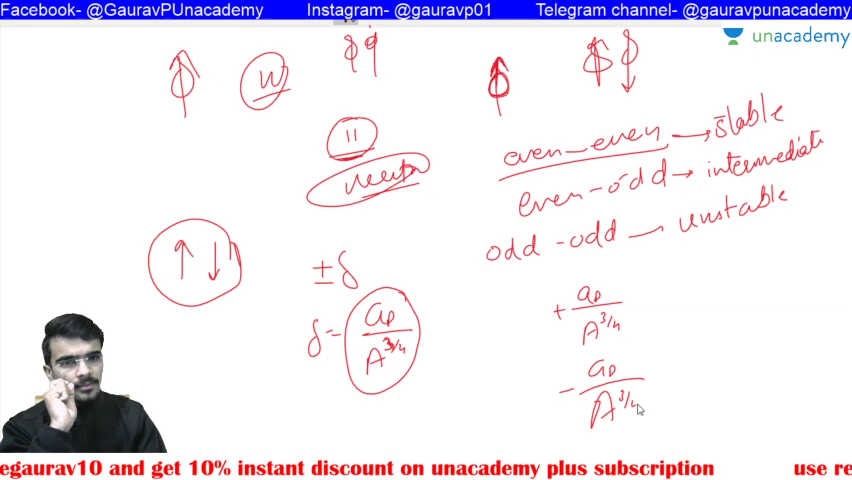 Facebook- @GauravPUnacademy Instagram- @gauravp01 Telegram channel- @gauravpunacademy
unacademy
even-even → stable
even-odd → intermediate
odd-odd → unstable
± δ
δ = aₚ / A^3/4
+ aₚ / A^3/4
- aₚ / A^3/4
egaurav10 and get 10% instant discount on unacademy plus subscription use re